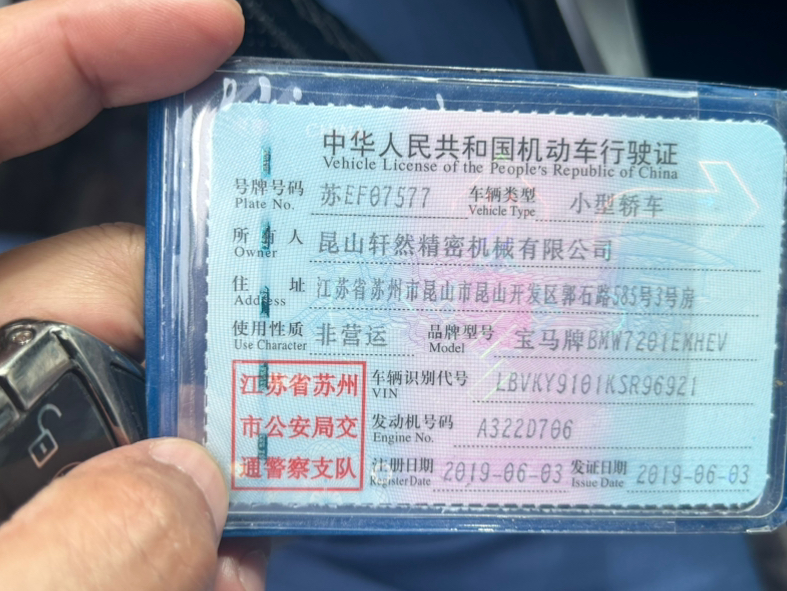 中华人民共和国机动车行驶证
Vehicle License of the People's Republic of China
号牌号码 苏EF07577 车辆类型 小型轿车
Plate No. Vehicle Type
所有人 昆山轩然精密机械有限公司
Owner
住址 江苏省苏州市昆山市昆山开发区郭石路585号3号房
Address
使用性质 非营运 品牌型号 宝马牌BMW7201EMHEV
Use Character Model
江苏省苏州
市公安局交
通警察支队
车辆识别代号 LBVKY9101KSR96921
VIN
发动机号码 A322D706
Engine No.
注册日期 2019-06-03 发证日期 2019-06-03
Register Date Issue Date